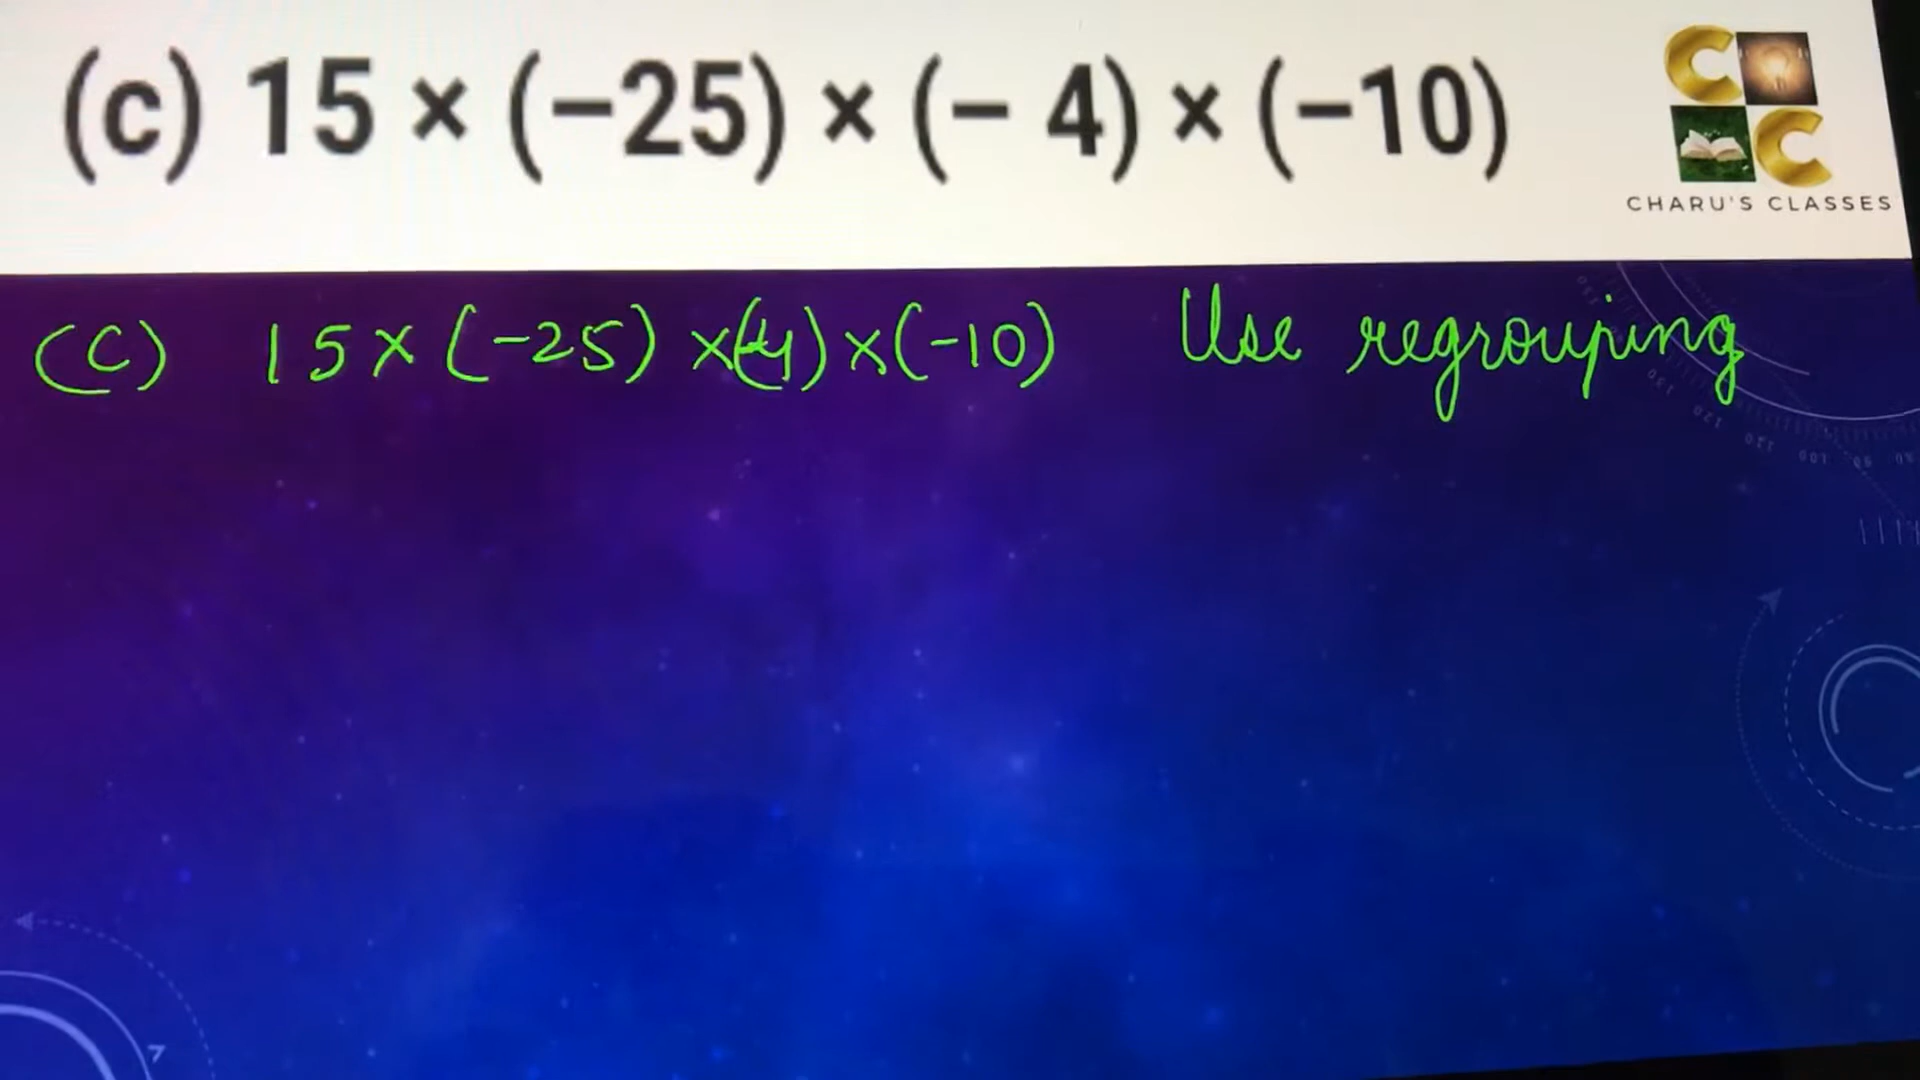 (c) 15 × (−25) × (− 4) × (−10)
CHARU'S CLASSES
(C) 15 × (-25) × (-4) × (-10) Use regrouping